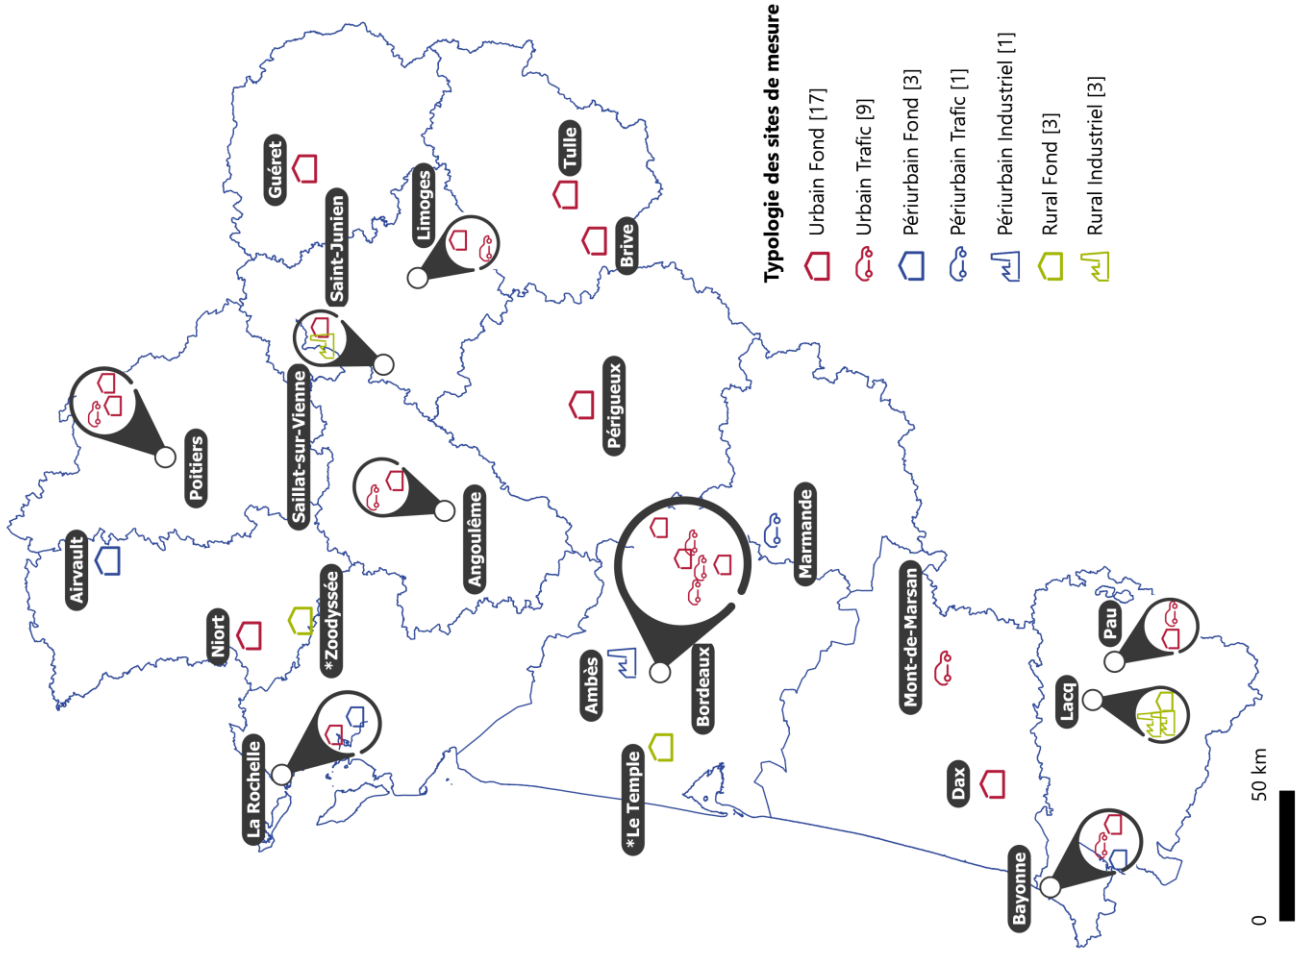 Airvault
Poitiers
Niort
*Zoodyssée
La Rochelle
Saillat-sur-Vienne
Saint-Junien
Guéret
Limoges
Angoulême
Tulle
Brive
Périgueux
Ambès
Bordeaux
*Le Temple
Marmande
Mont-de-Marsan
Dax
Bayonne
Lacq
Pau
Typologie des sites de mesure
Urbain Fond [17]
Urbain Trafic [9]
Périurbain Fond [3]
Périurbain Trafic [1]
Périurbain Industriel [1]
Rural Fond [3]
Rural Industriel [3]
0 50 km